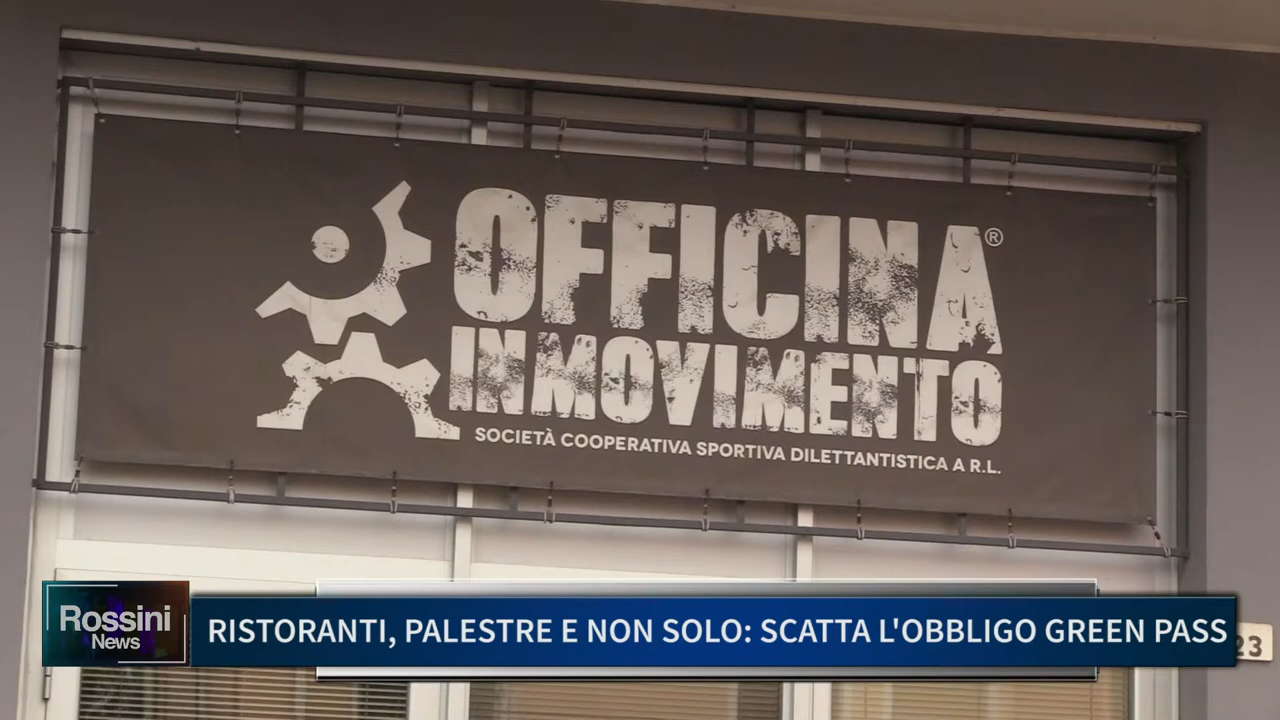 OFFICINA ®
INMOVIMENTO
SOCIETÀ COOPERATIVA SPORTIVA DILETTANTISTICA A R.L.
Rossini
News
RISTORANTI, PALESTRE E NON SOLO: SCATTA L'OBBLIGO GREEN PASS
23